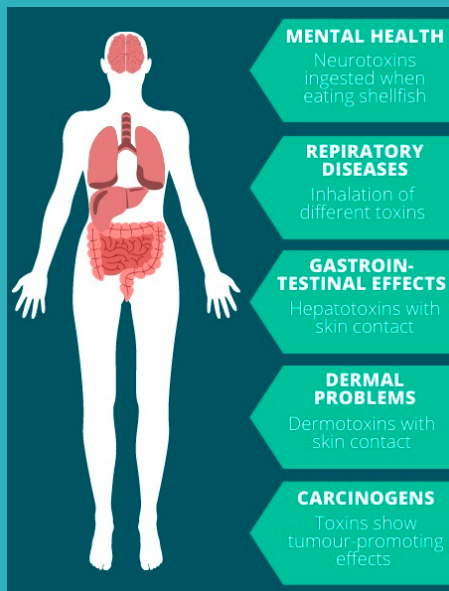 MENTAL HEALTH
Neurotoxins
ingested when
eating shellfish
REPIRATORY
DISEASES
Inhalation of
different toxins
GASTROIN-
TESTINAL EFFECTS
Hepatotoxins with
skin contact
DERMAL
PROBLEMS
Dermotoxins with
skin contact
CARCINOGENS
Toxins show
tumour-promoting
effects